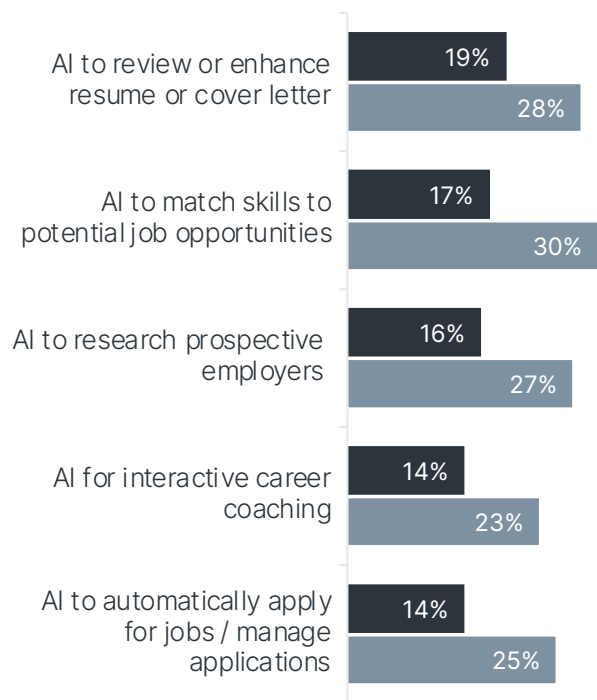 AI to review or enhance
resume or cover letter
19%
28%
AI to match skills to
potential job opportunities
17%
30%
AI to research prospective
employers
16%
27%
AI for interactive career
coaching
14%
23%
AI to automatically apply
for jobs / manage
applications
14%
25%